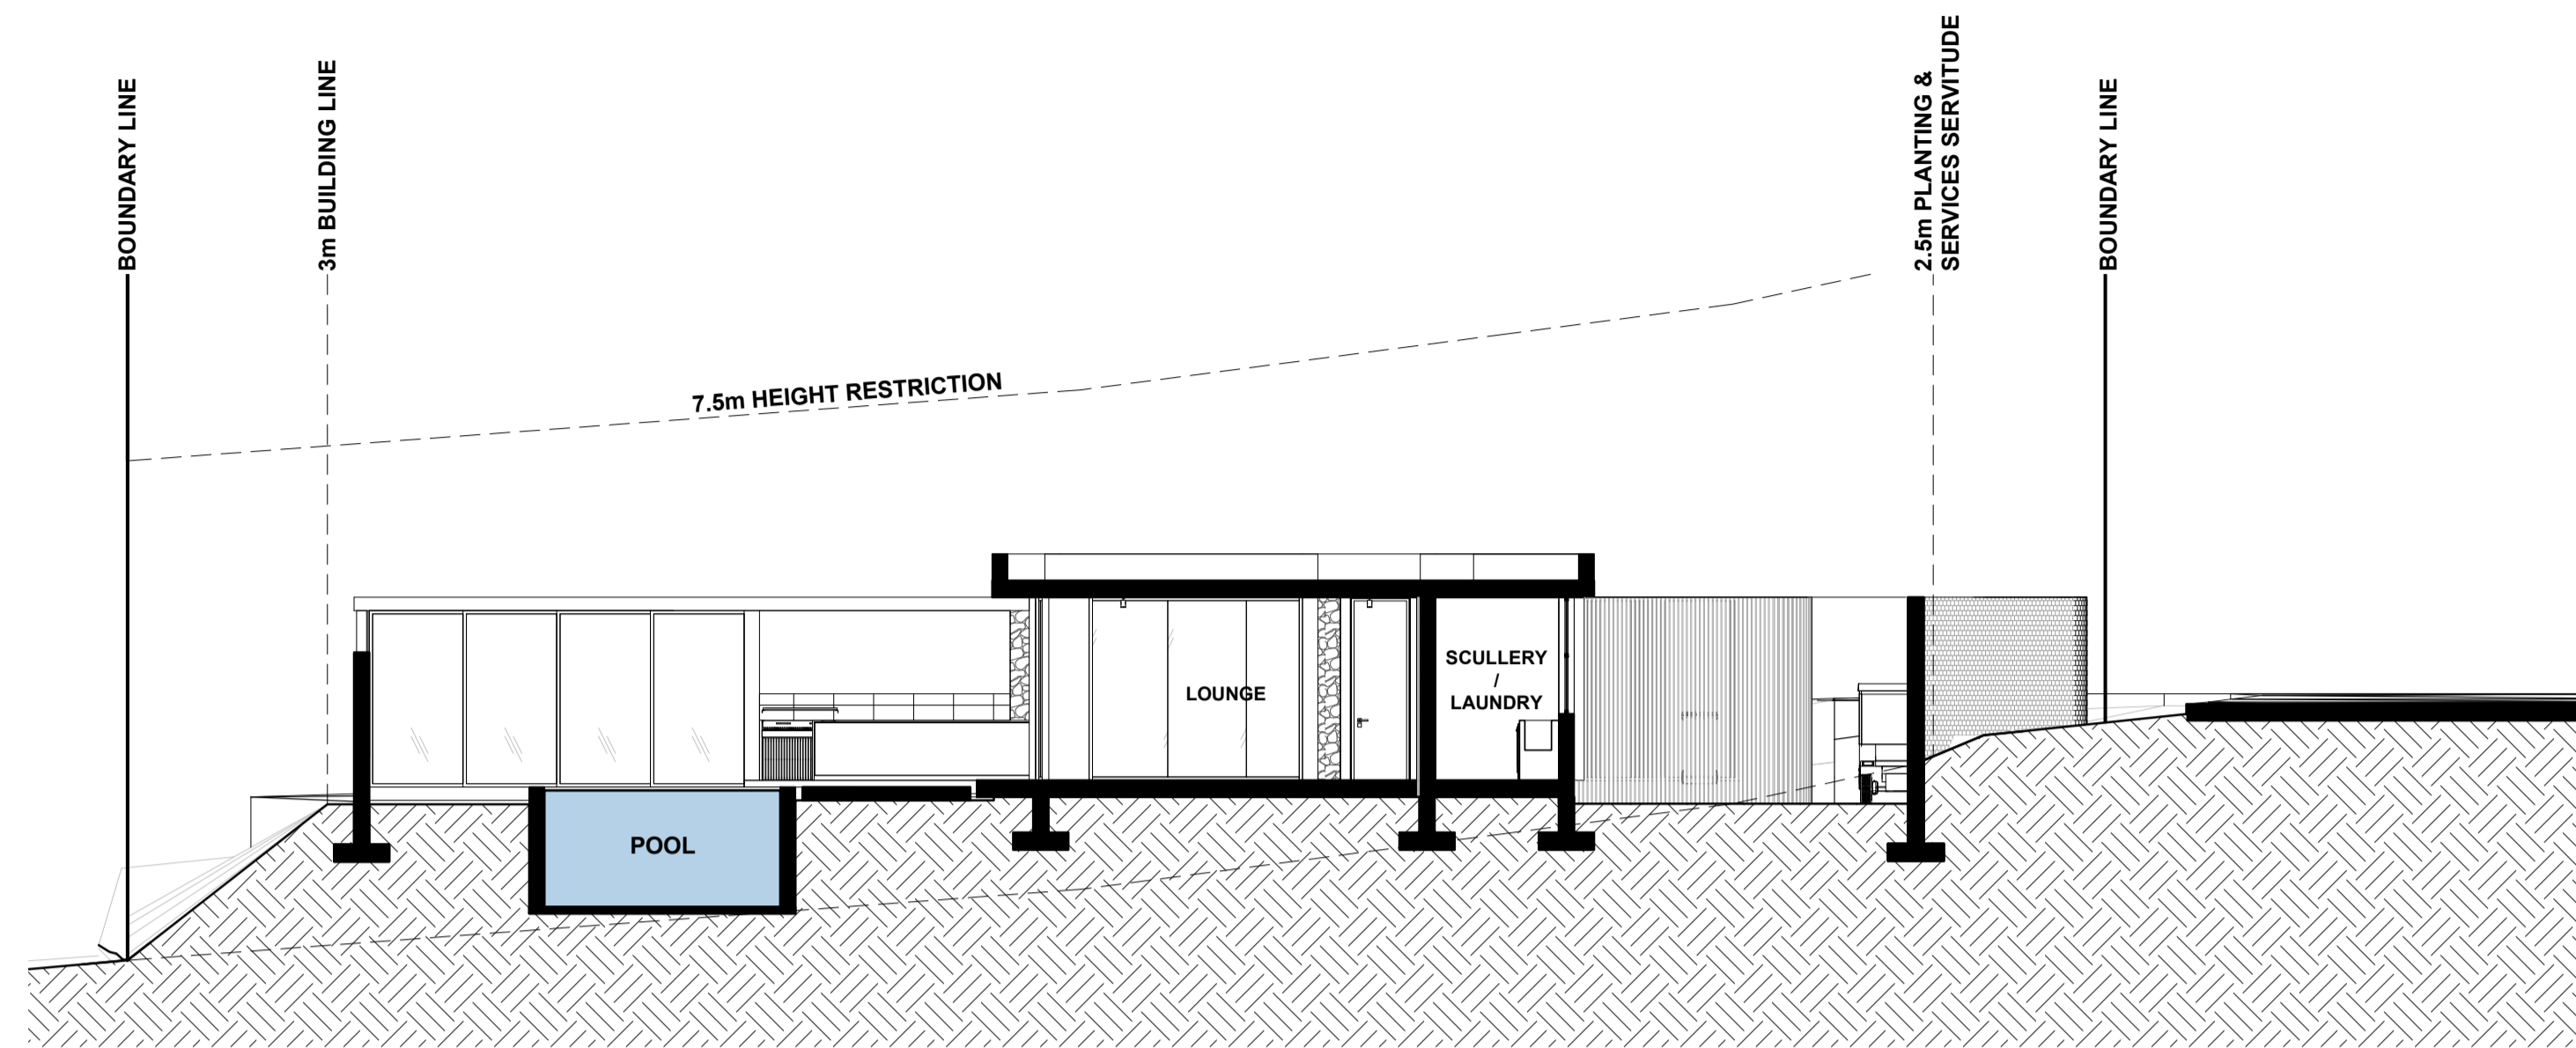 BOUNDARY LINE
3m BUILDING LINE
2.5m PLANTING &
SERVICES SERVITUDE
BOUNDARY LINE
7.5m HEIGHT RESTRICTION
LOUNGE
SCULLERY
/
LAUNDRY
POOL